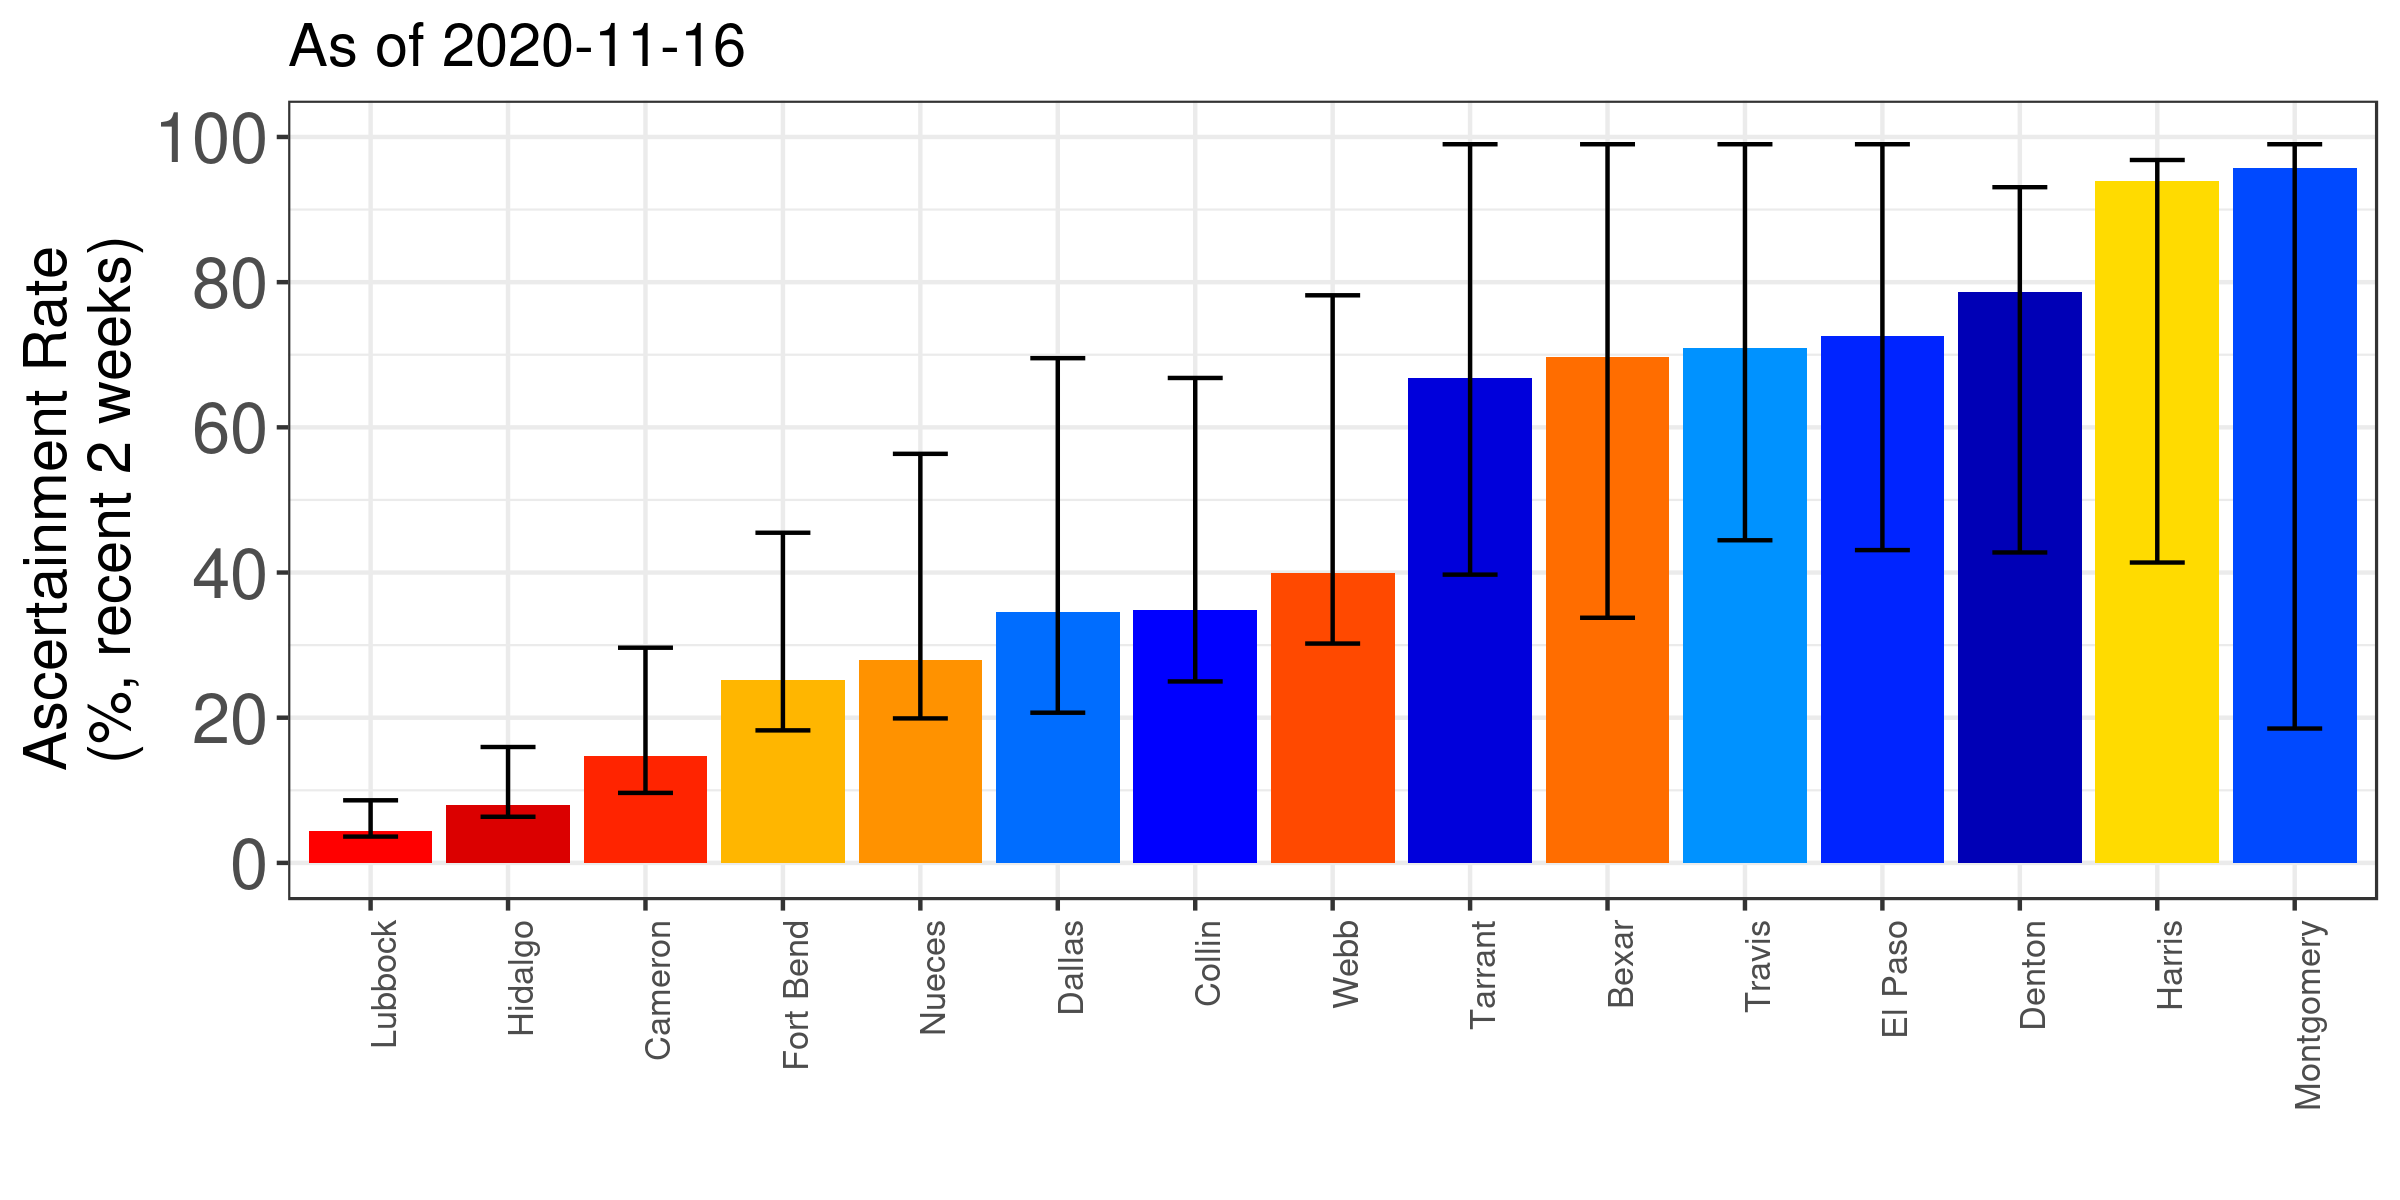 As of 2020-11-16
Ascertainment Rate
(%, recent 2 weeks)
100
80
60
40
20
0
Lubbock
Hidalgo
Cameron
Fort Bend
Nueces
Dallas
Collin
Webb
Tarrant
Bexar
Travis
El Paso
Denton
Harris
Montgomery